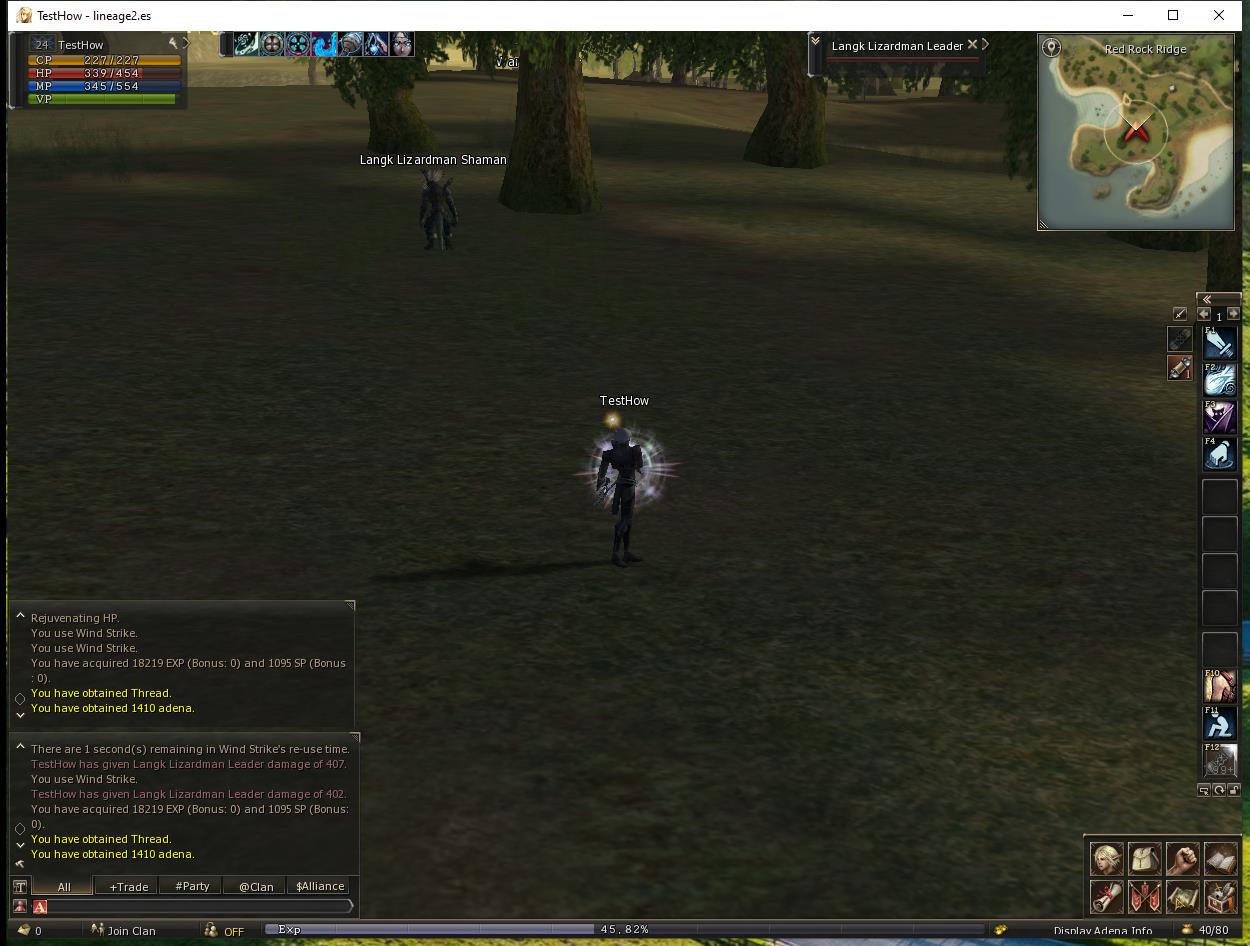 TestHow - lineage2.es
24 TestHow
CP 227/227
HP 339/454
MP 345/554
VP
Langk Lizardman Leader
Red Rock Ridge
Langk Lizardman Shaman
TestHow
1
F1
F2
F3
F4
F10
F11
F12
99+
Rejuvenating HP.
You use Wind Strike.
You use Wind Strike.
You have acquired 18219 EXP (Bonus: 0) and 1095 SP (Bonus
: 0).
You have obtained Thread.
You have obtained 1410 adena.
There are 1 second(s) remaining in Wind Strike's re-use time.
TestHow has given Langk Lizardman Leader damage of 407.
You use Wind Strike.
TestHow has given Langk Lizardman Leader damage of 402.
You have acquired 18219 EXP (Bonus: 0) and 1095 SP (Bonus:
0).
You have obtained Thread.
You have obtained 1410 adena.
All +Trade #Party @Clan $Alliance
A
0 Join Clan OFF Exp 45.82% Display Adena Info 40/80